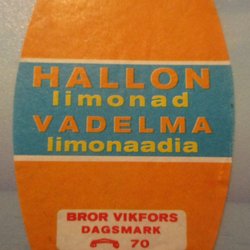 HALLON
limonad
VADELMA
limonaadia
BROR VIKFORS
DAGSMARK
70